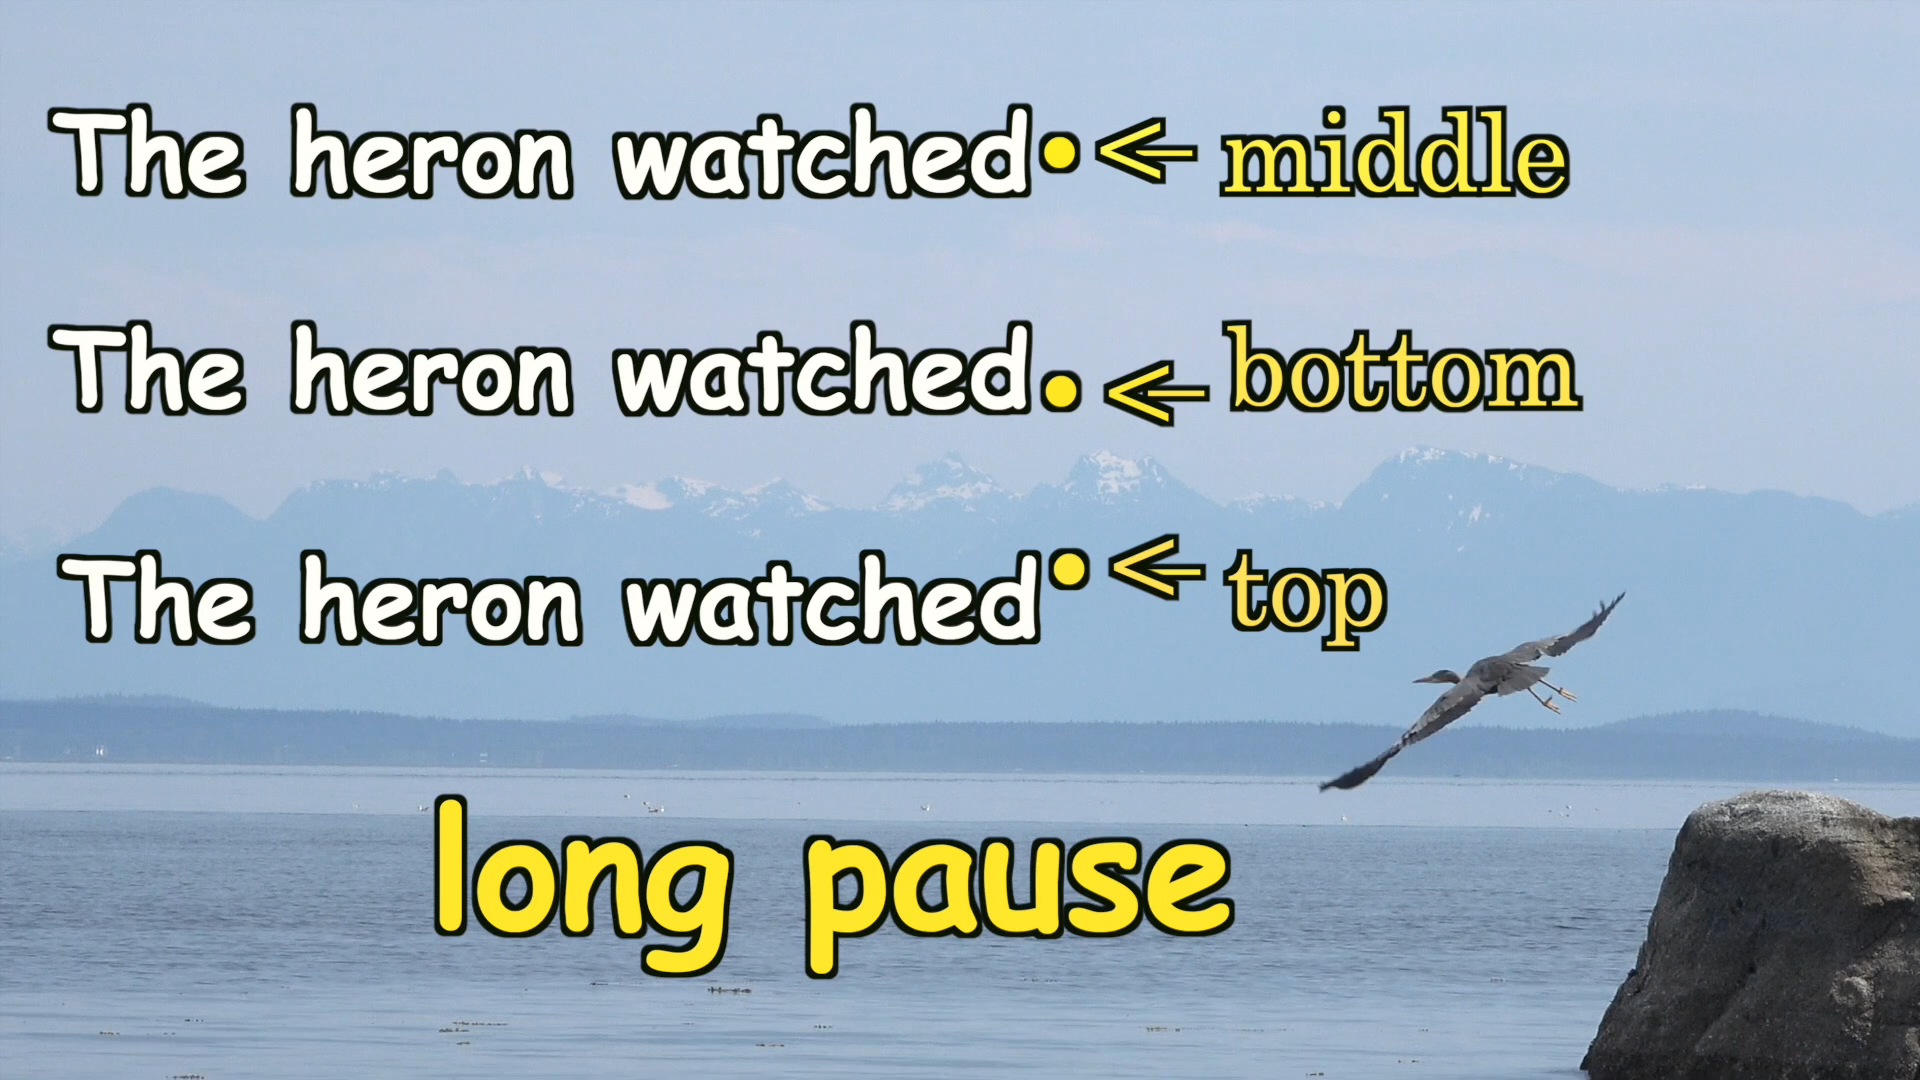 The heron watched· ← middle
The heron watched. ← bottom
The heron watched˙ ← top
long pause